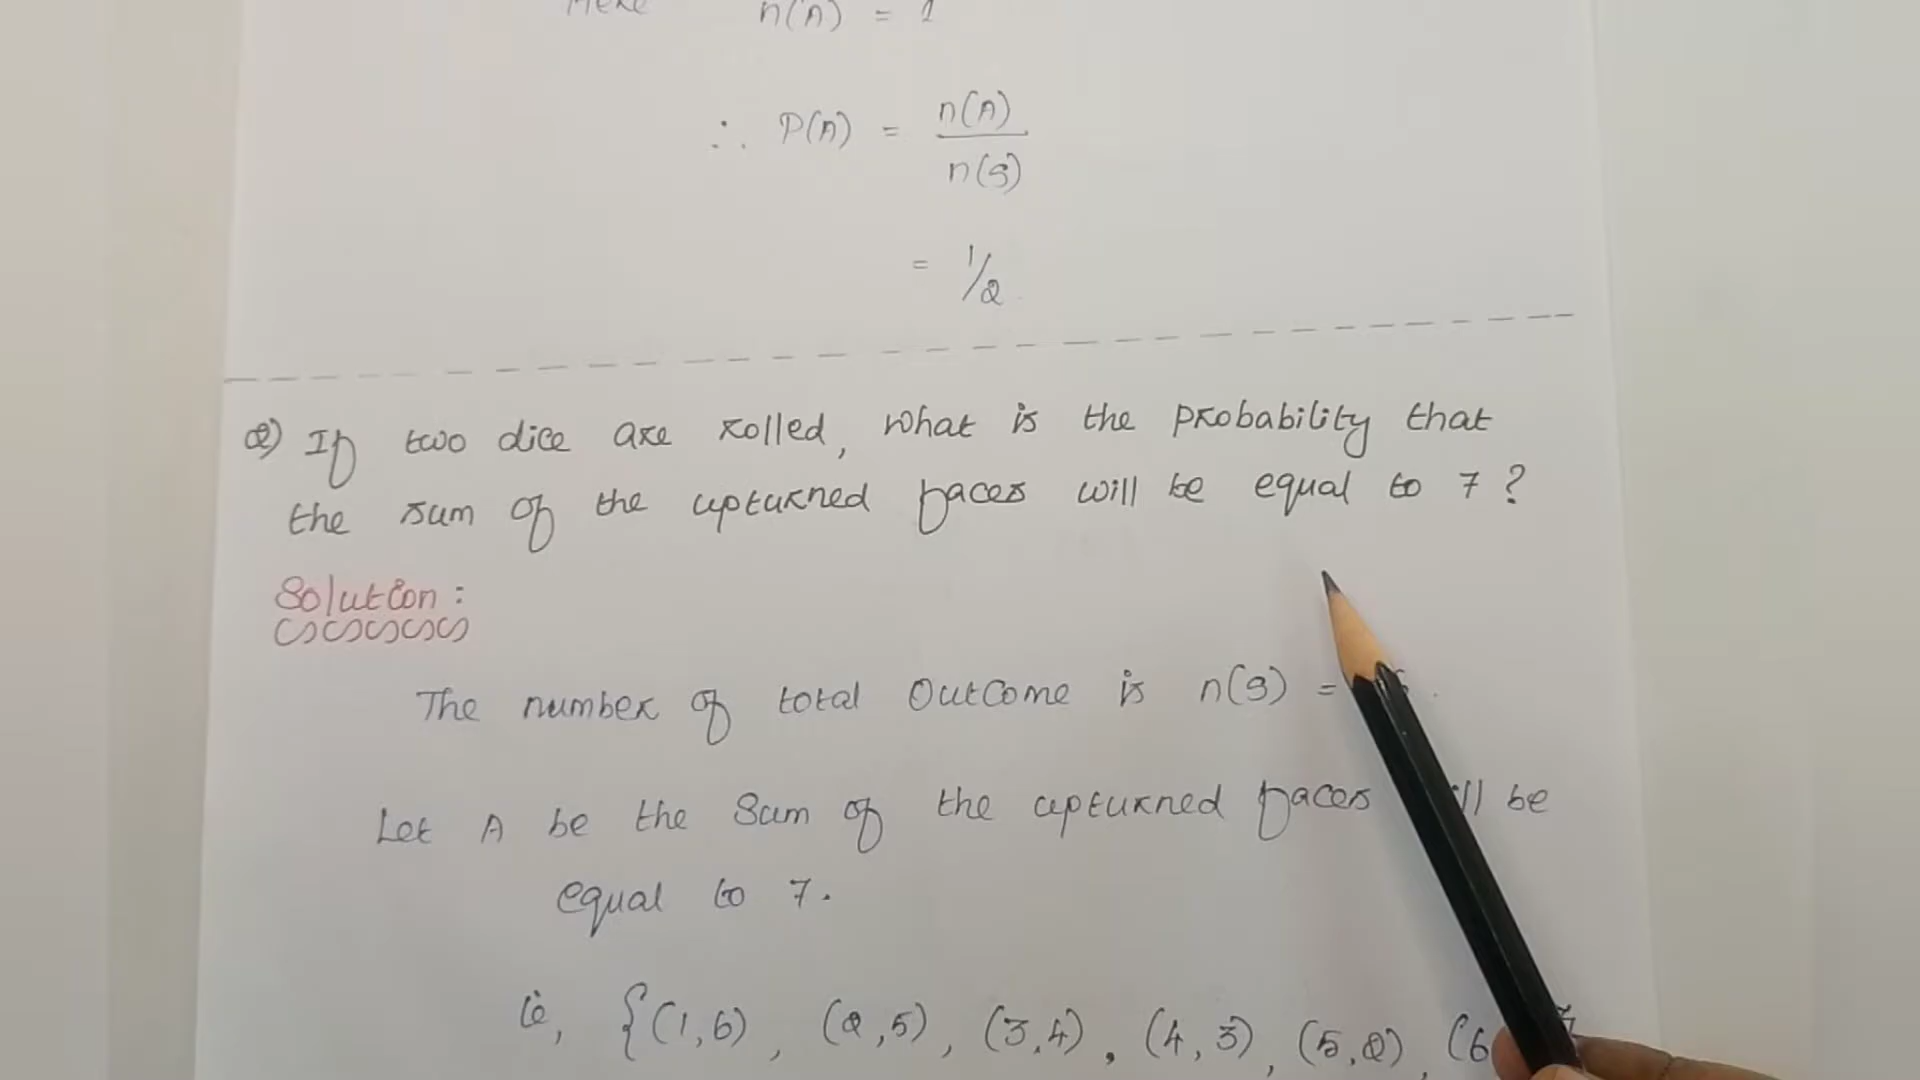 Here n(A) = 1
∴ P(A) = n(A)
n(S)
= 1/2
2) If two dice are rolled, what is the probability that
the sum of the upturned faces will be equal to 7 ?
Solution :
The number of total outcome is n(S) =
Let A be the sum of the upturned faces be
equal to 7.
ie, {(1,6), (2,5), (3,4), (4,3), (5,2), (6